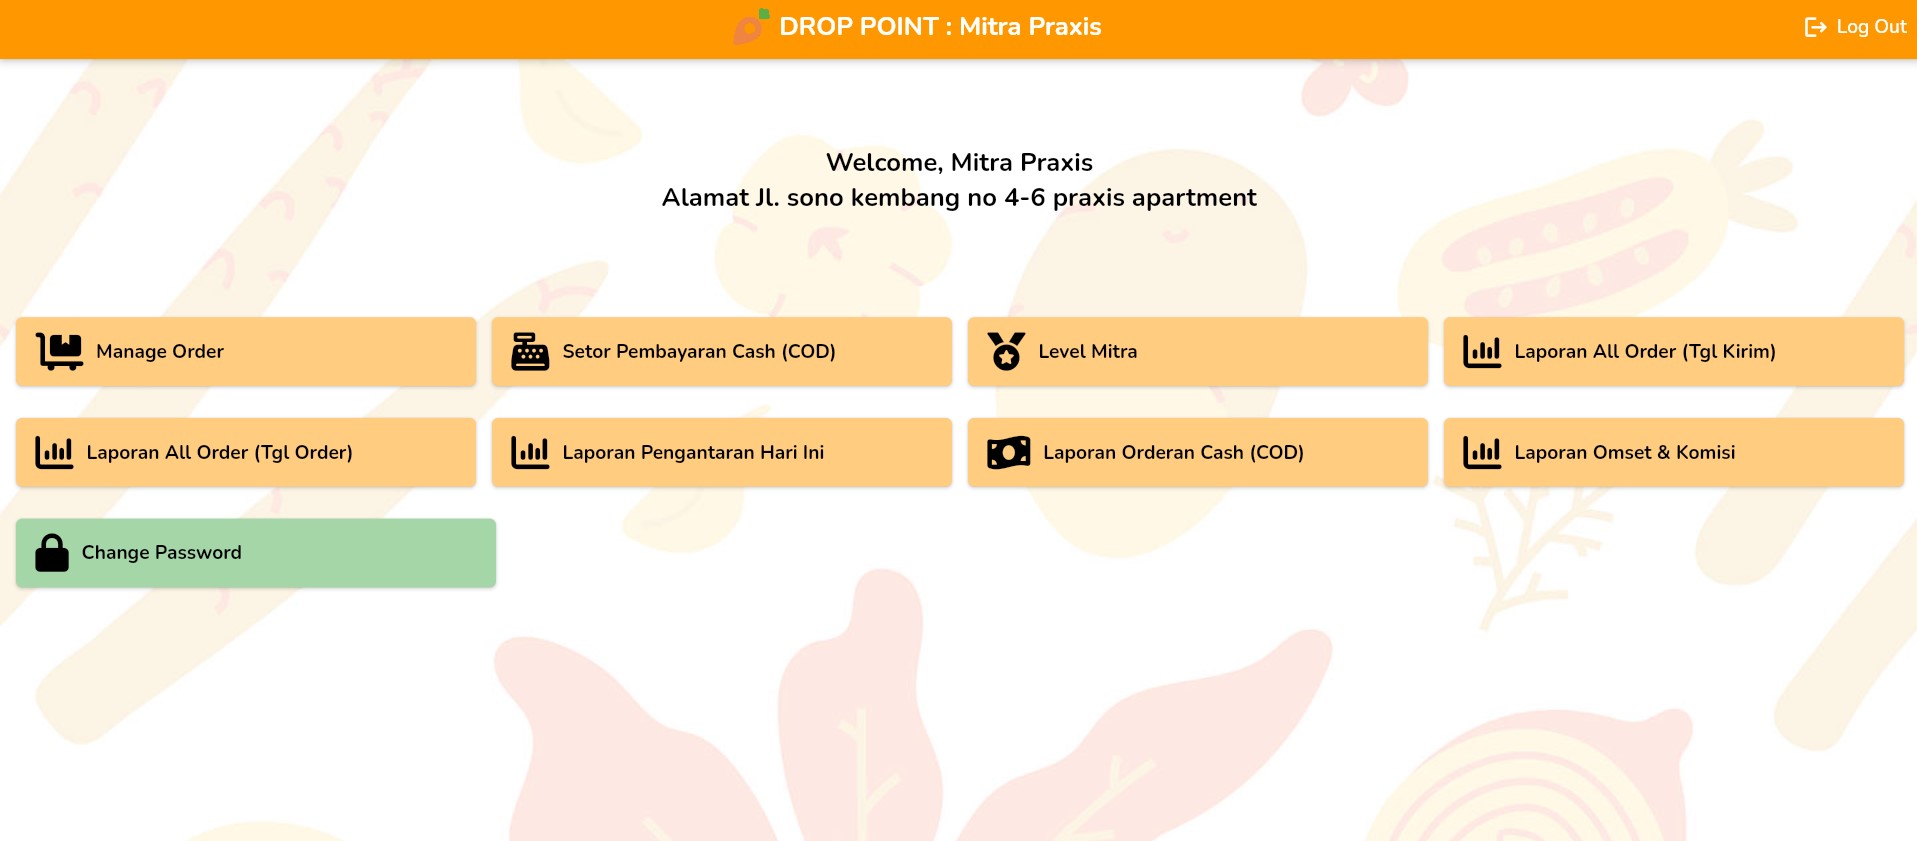 DROP POINT : Mitra Praxis
Log Out
Welcome, Mitra Praxis
Alamat Jl. sono kembang no 4-6 praxis apartment
Manage Order
Setor Pembayaran Cash (COD)
Level Mitra
Laporan All Order (Tgl Kirim)
Laporan All Order (Tgl Order)
Laporan Pengantaran Hari Ini
Laporan Orderan Cash (COD)
Laporan Omset & Komisi
Change Password